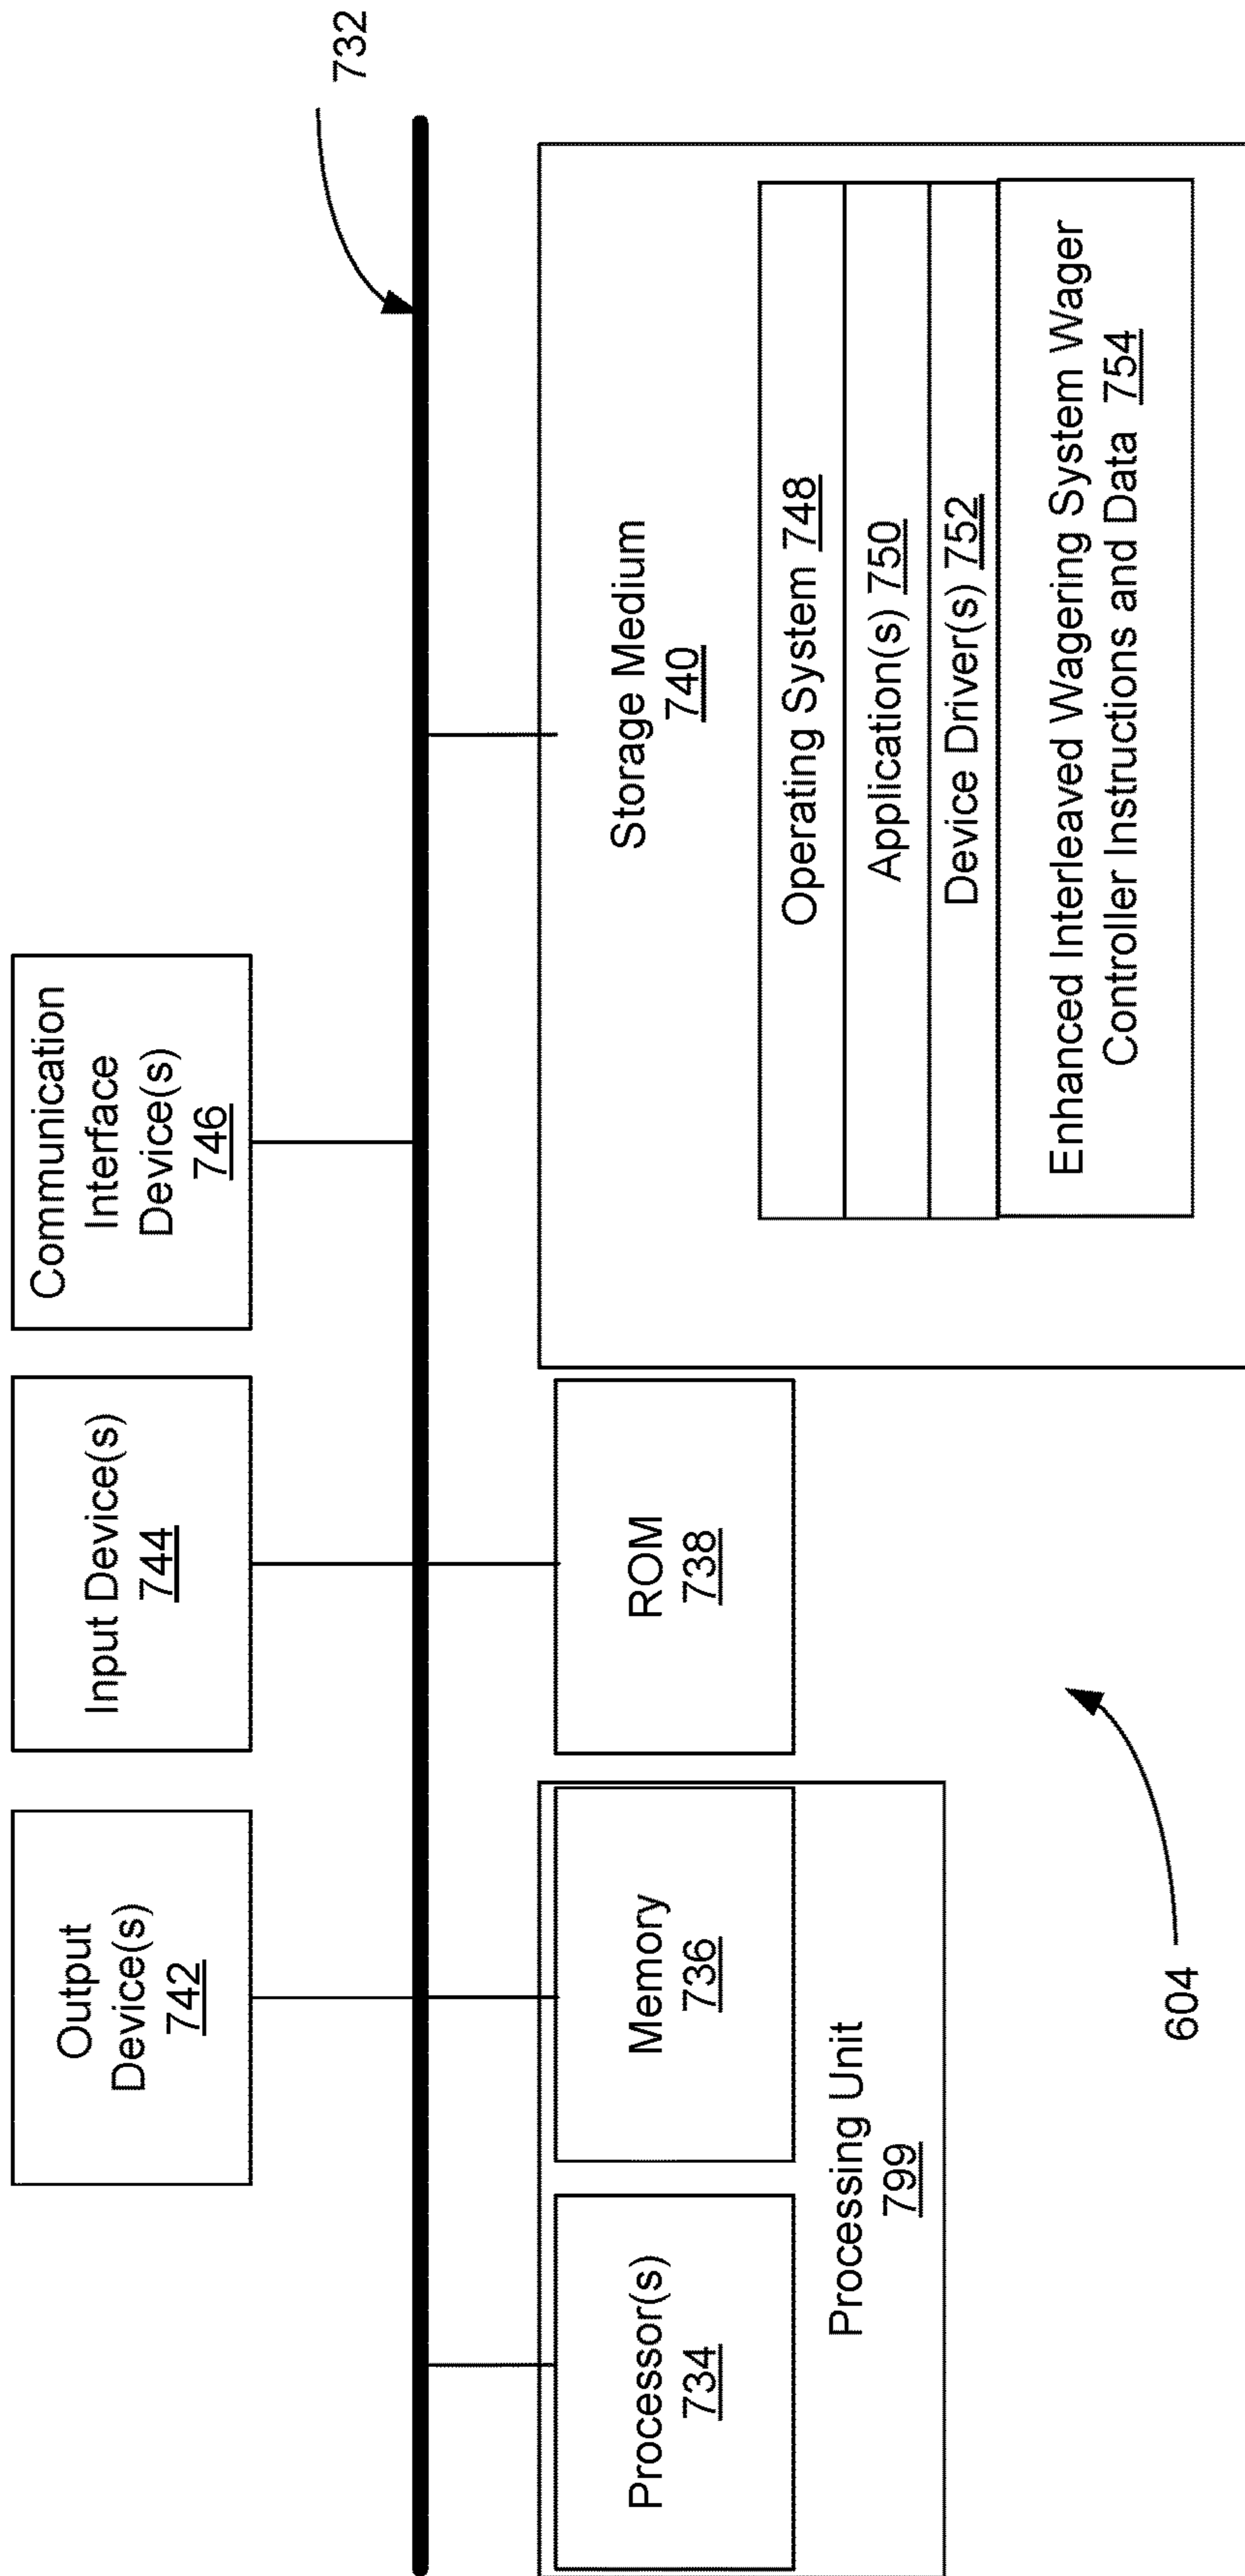 732
Output
Device(s)
742
Input Device(s)
744
Communication
Interface
Device(s)
746
Processor(s)
734
Memory
736
Processing Unit
799
ROM
738
Storage Medium
740
Operating System 748
Application(s) 750
Device Driver(s) 752
Enhanced Interleaved Wagering System Wager
Controller Instructions and Data 754
604